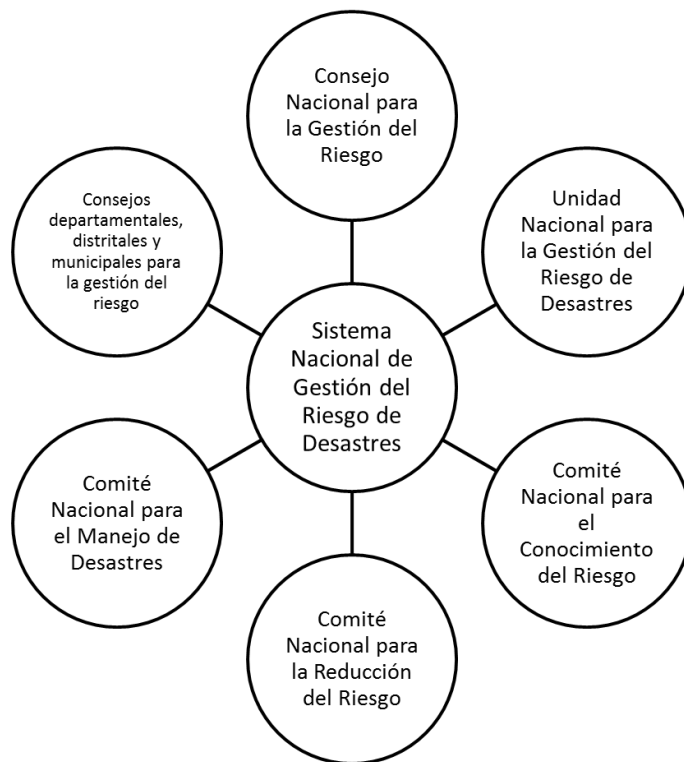 Consejo
Nacional para
la Gestión del
Riesgo
Unidad
Nacional para
la Gestión del
Riesgo de
Desastres
Comité
Nacional para
el
Conocimiento
del Riesgo
Comité
Nacional para
la Reducción
del Riesgo
Comité
Nacional para
el Manejo de
Desastres
Consejos
departamentales,
distritales y
municipales para
la gestión del
riesgo
Sistema
Nacional de
Gestión del
Riesgo de
Desastres